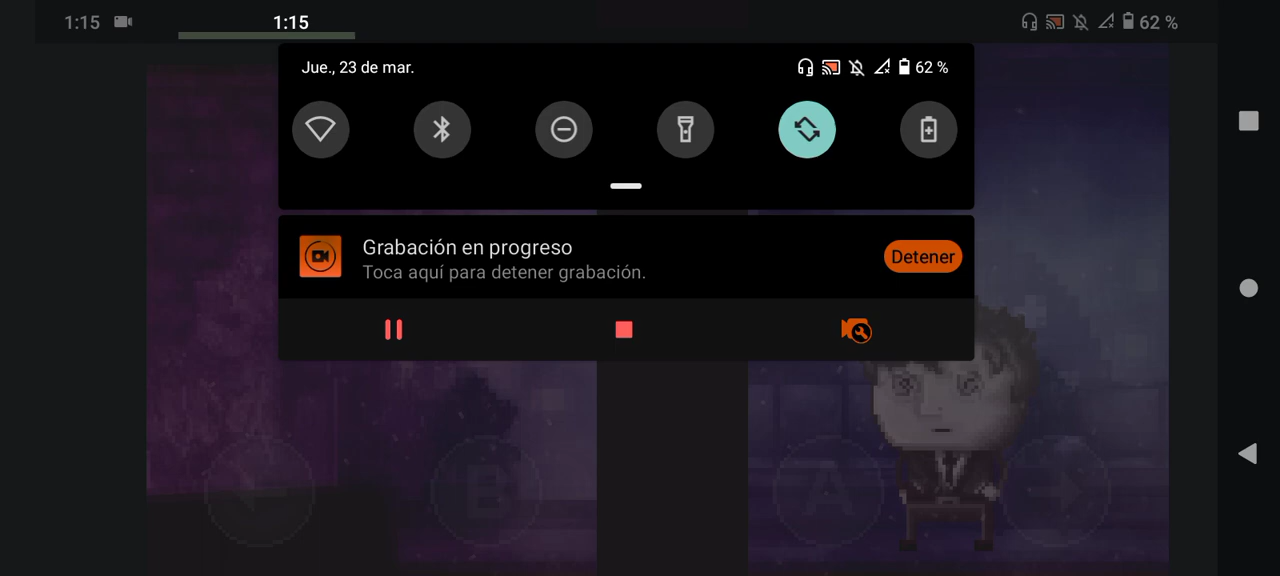 1:15
1:15
62 %
Jue., 23 de mar.
62 %
Grabación en progreso
Toca aquí para detener grabación.
Detener
B
A